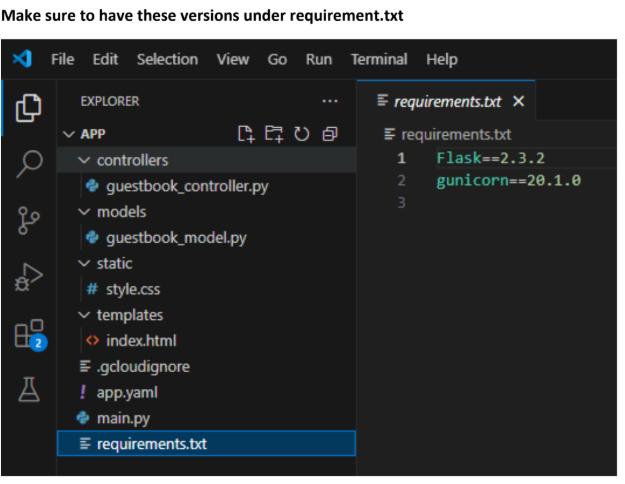 Make sure to have these versions under requirement.txt
File Edit Selection View Go Run Terminal Help
EXPLORER
APP
controllers
guestbook_controller.py
models
guestbook_model.py
static
# style.css
templates
<> index.html
.gcloudignore
! app.yaml
main.py
requirements.txt
2
requirements.txt
requirements.txt
1 Flask==2.3.2
2 gunicorn==20.1.0
3